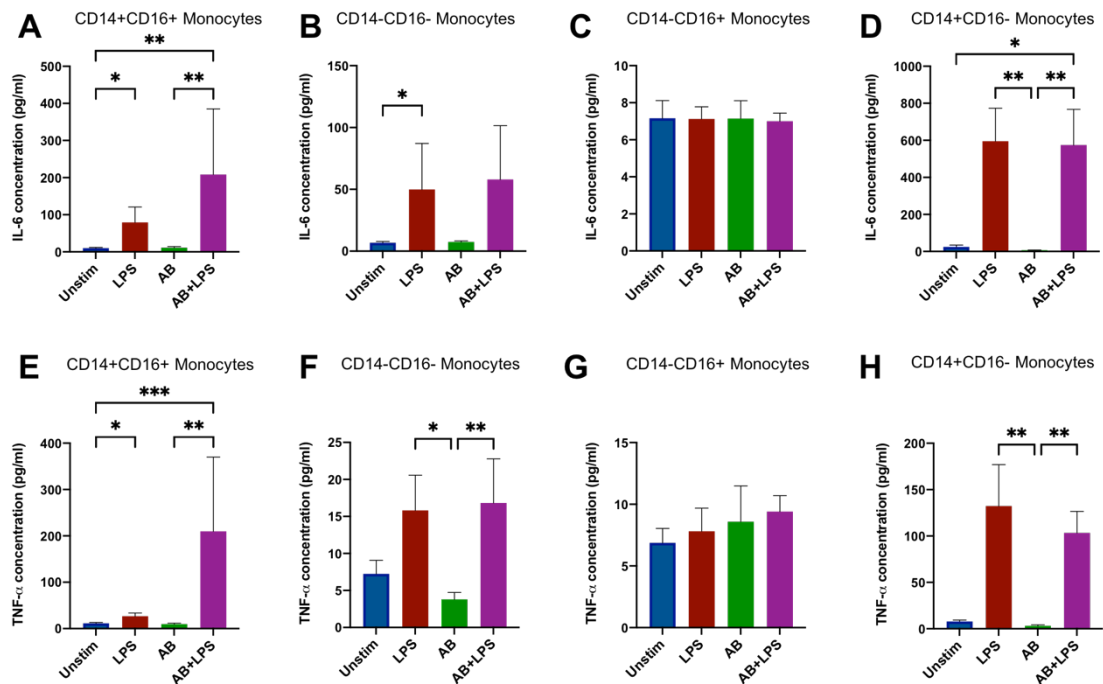 A CD14+CD16+ Monocytes
**
* **
IL-6 concentration (pg/ml)
500
400
300
200
100
0
Unstim LPS AB AB+LPS
B CD14-CD16- Monocytes
*
IL-6 concentration (pg/ml)
150
100
50
0
Unstim LPS AB AB+LPS
C CD14-CD16+ Monocytes
IL-6 concentration (pg/ml)
10
8
6
4
2
0
Unstim LPS AB AB+LPS
D CD14+CD16- Monocytes
*
** **
IL-6 concentration (pg/ml)
1000
800
600
400
200
0
Unstim LPS AB AB+LPS
E CD14+CD16+ Monocytes
***
* **
TNF-α concentration (pg/ml)
400
300
200
100
0
Unstim LPS AB AB+LPS
F CD14-CD16- Monocytes
* **
TNF-α concentration (pg/ml)
25
20
15
10
5
0
Unstim LPS AB AB+LPS
G CD14-CD16+ Monocytes
TNF-α concentration (pg/ml)
15
10
5
0
Unstim LPS AB AB+LPS
H CD14+CD16- Monocytes
** **
TNF-α concentration (pg/ml)
200
150
100
50
0
Unstim LPS AB AB+LPS